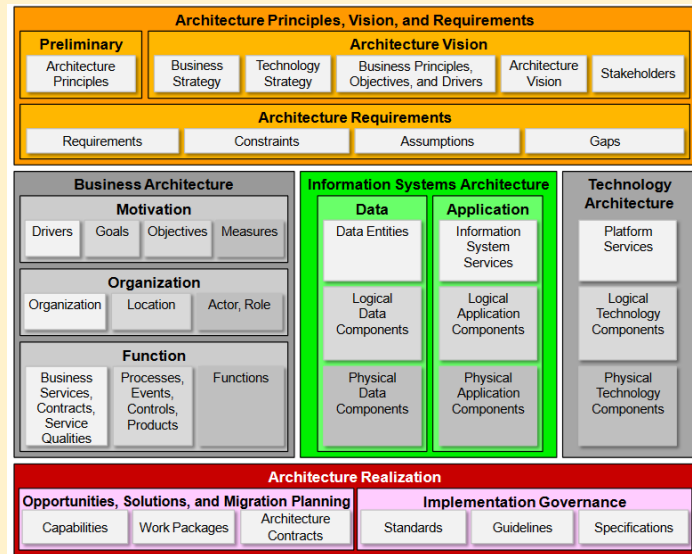 Architecture Principles, Vision, and Requirements
Preliminary
Architecture
Principles
Architecture Vision
Business
Strategy
Technology
Strategy
Business Principles,
Objectives, and Drivers
Architecture
Vision
Stakeholders
Architecture Requirements
Requirements
Constraints
Assumptions
Gaps
Business Architecture
Motivation
Drivers
Goals
Objectives
Measures
Organization
Organization
Location
Actor, Role
Function
Business
Services,
Contracts,
Service
Qualities
Processes,
Events,
Controls,
Products
Functions
Information Systems Architecture
Data
Data Entities
Logical
Data
Components
Physical
Data
Components
Application
Information
System
Services
Logical
Application
Components
Physical
Application
Components
Technology
Architecture
Platform
Services
Logical
Technology
Components
Physical
Technology
Components
Architecture Realization
Opportunities, Solutions, and Migration Planning
Capabilities
Work Packages
Architecture
Contracts
Implementation Governance
Standards
Guidelines
Specifications